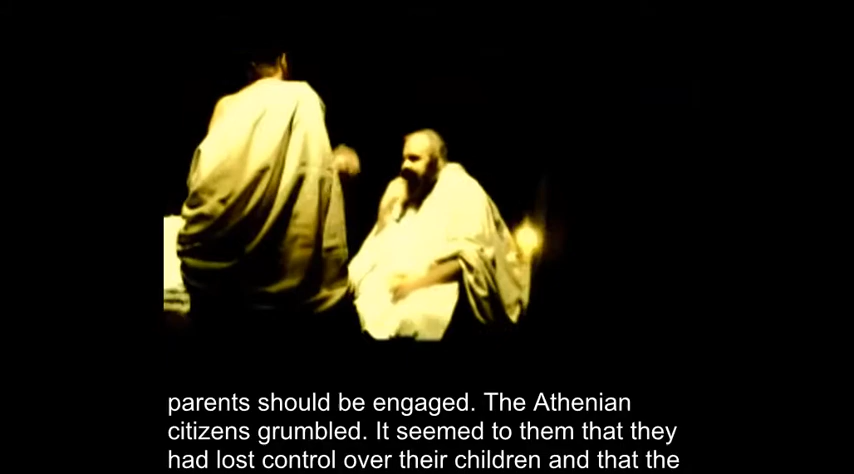 parents should be engaged. The Athenian
citizens grumbled. It seemed to them that they
had lost control over their children and that the